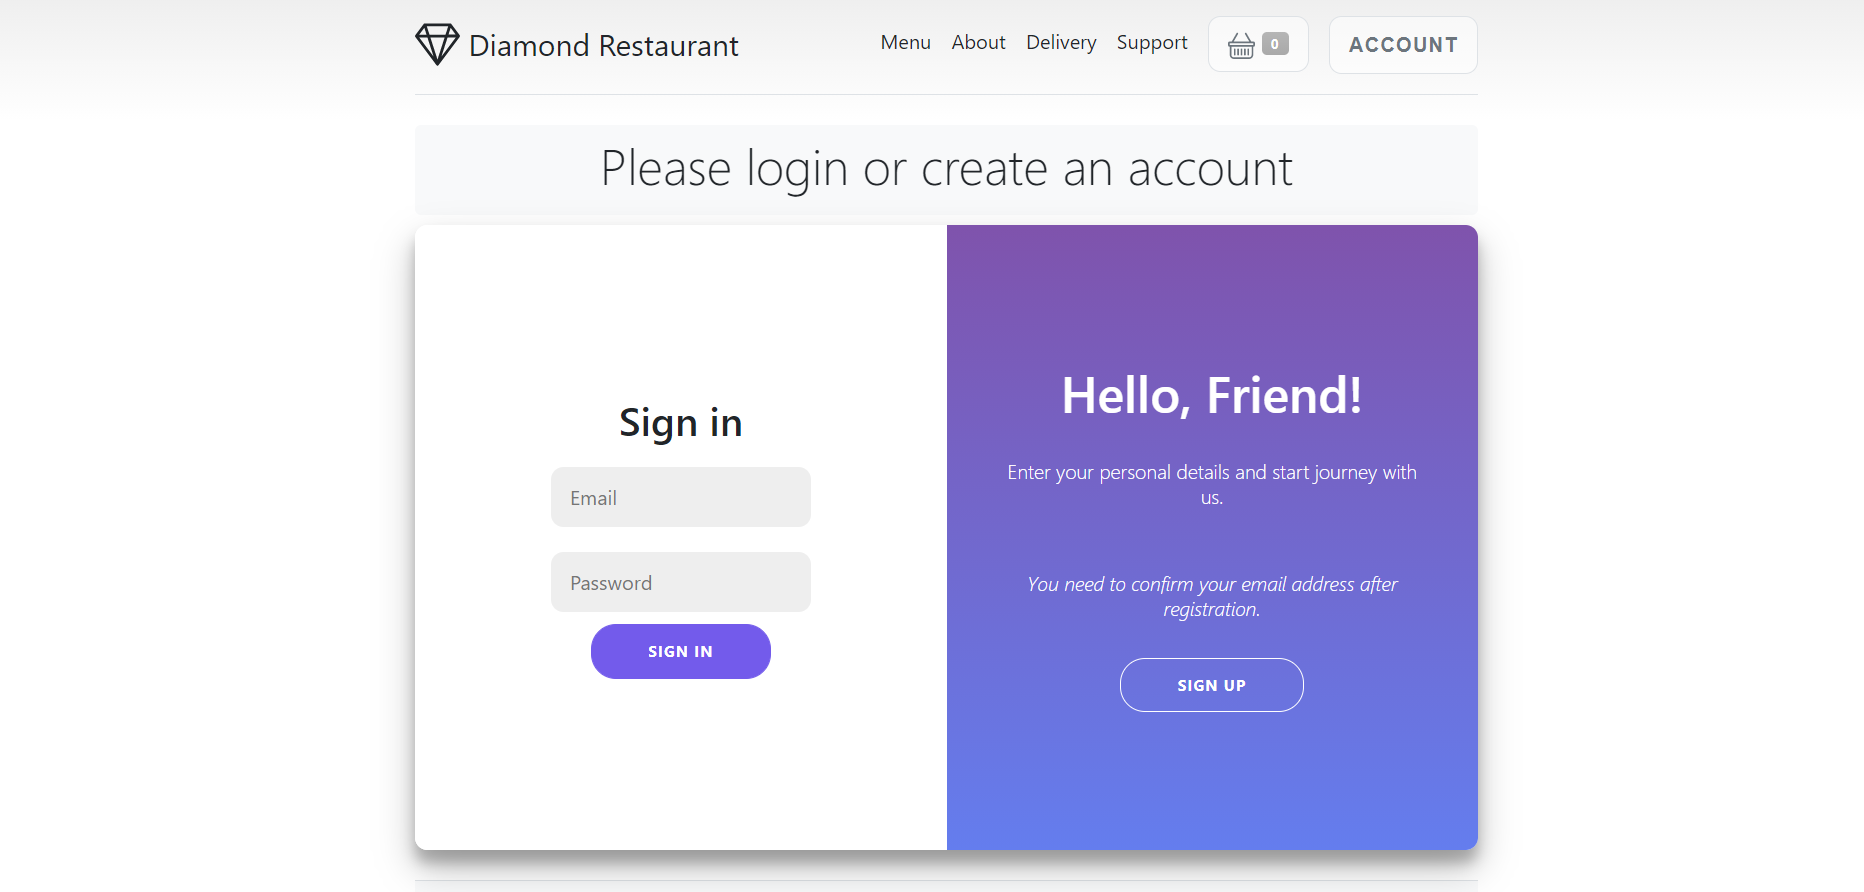 Diamond Restaurant
Menu About Delivery Support 0 ACCOUNT
Please login or create an account
Sign in
Email
Password
SIGN IN
Hello, Friend!
Enter your personal details and start journey with
us.
You need to confirm your email address after
registration.
SIGN UP